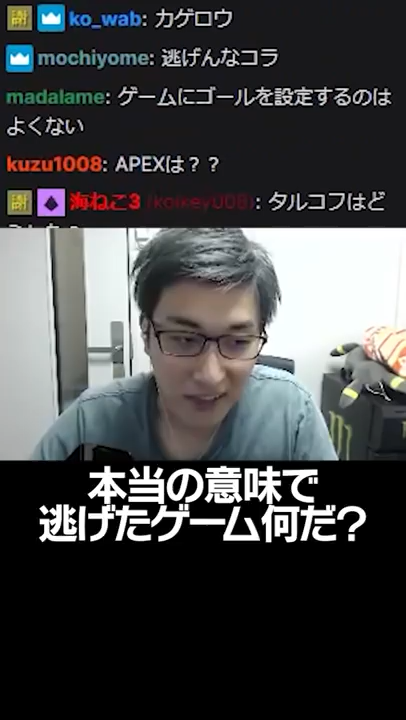 謝 ko_wab: カゲロウ
mochiyome: 逃げんなコラ
madalame: ゲームにゴールを設定するのは
よくない
kuzu1008: APEXは？？
謝 海ねこ3 (koikey009): タルコフはど
本当の意味で
逃げたゲーム何だ?